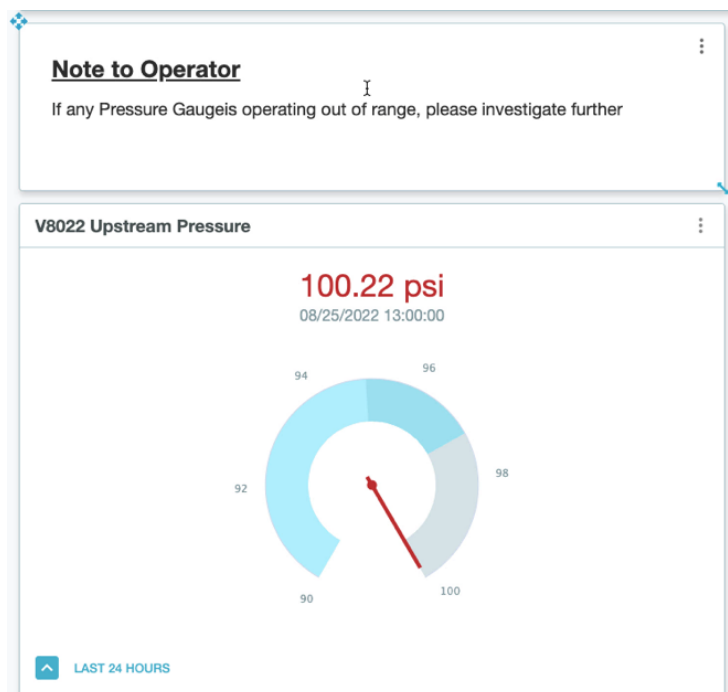 Note to Operator
If any Pressure Gaugeis operating out of range, please investigate further
V8022 Upstream Pressure
100.22 psi
08/25/2022 13:00:00
94
96
92
98
90
100
LAST 24 HOURS